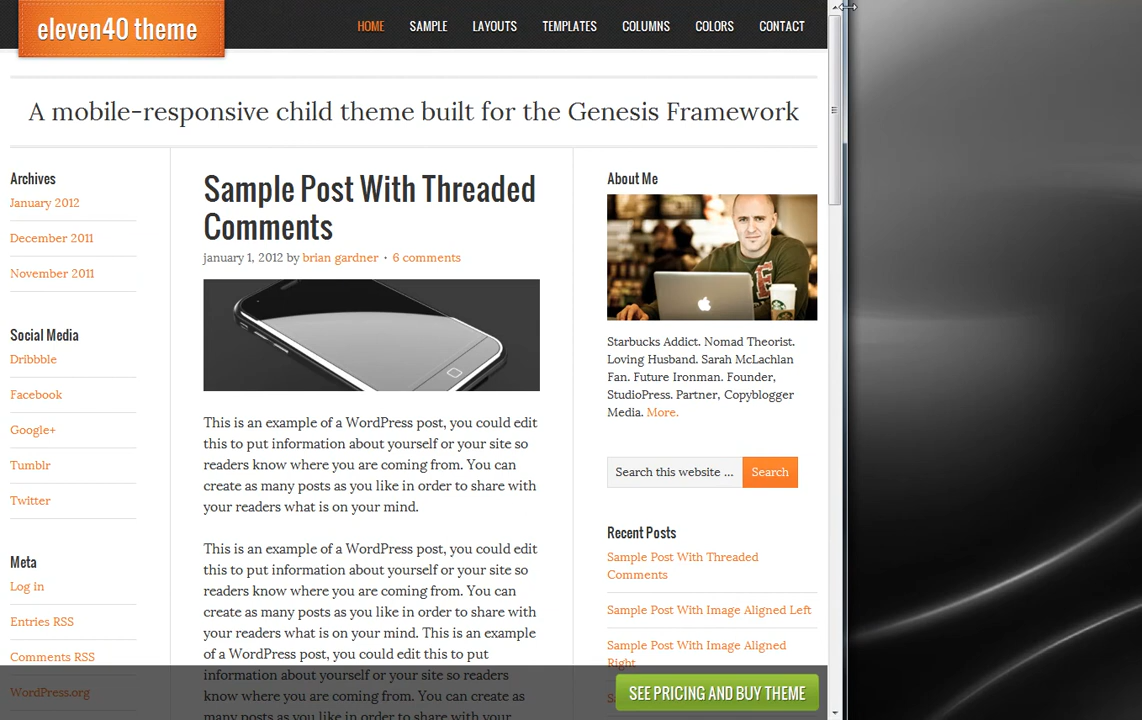 eleven40 theme
HOME SAMPLE LAYOUTS TEMPLATES COLUMNS COLORS CONTACT
A mobile-responsive child theme built for the Genesis Framework
Archives
January 2012
December 2011
November 2011
Social Media
Dribbble
Facebook
Google+
Tumblr
Twitter
Meta
Log in
Entries RSS
Comments RSS
WordPress.org
Sample Post With Threaded
Comments
january 1, 2012 by brian gardner · 6 comments
This is an example of a WordPress post, you could edit
this to put information about yourself or your site so
readers know where you are coming from. You can
create as many posts as you like in order to share with
your readers what is on your mind.
This is an example of a WordPress post, you could edit
this to put information about yourself or your site so
readers know where you are coming from. You can
create as many posts as you like in order to share with
your readers what is on your mind. This is an example
of a WordPress post, you could edit this to put
information about yourself or your site so readers
know where you are coming from. You can create as
many posts as you like in order to share with your
About Me
Starbucks Addict. Nomad Theorist.
Loving Husband. Sarah McLachlan
Fan. Future Ironman. Founder,
StudioPress. Partner, Copyblogger
Media. More.
Search this website ... Search
Recent Posts
Sample Post With Threaded
Comments
Sample Post With Image Aligned Left
Sample Post With Image Aligned
Right
SEE PRICING AND BUY THEME